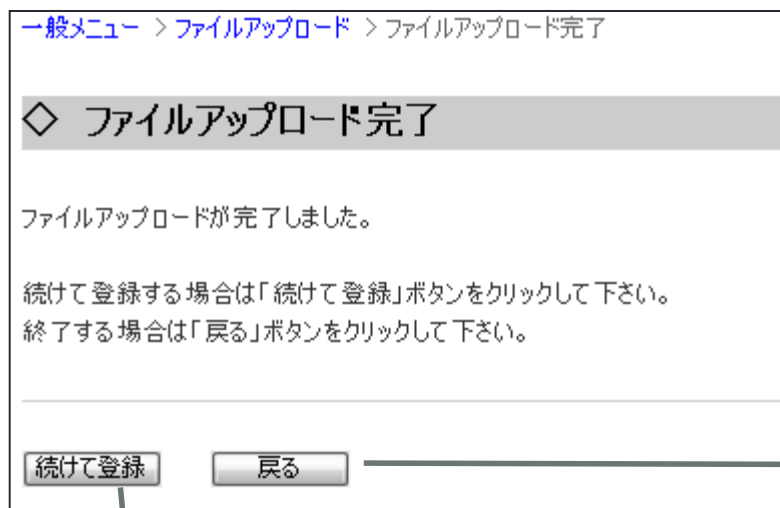 一般メニュー > ファイルアップロード > ファイルアップロード完了
◇ ファイルアップロード完了
ファイルアップロードが完了しました。
続けて登録する場合は「続けて登録」ボタンをクリックして下さい。
終了する場合は「戻る」ボタンをクリックして下さい。
続けて登録 戻る